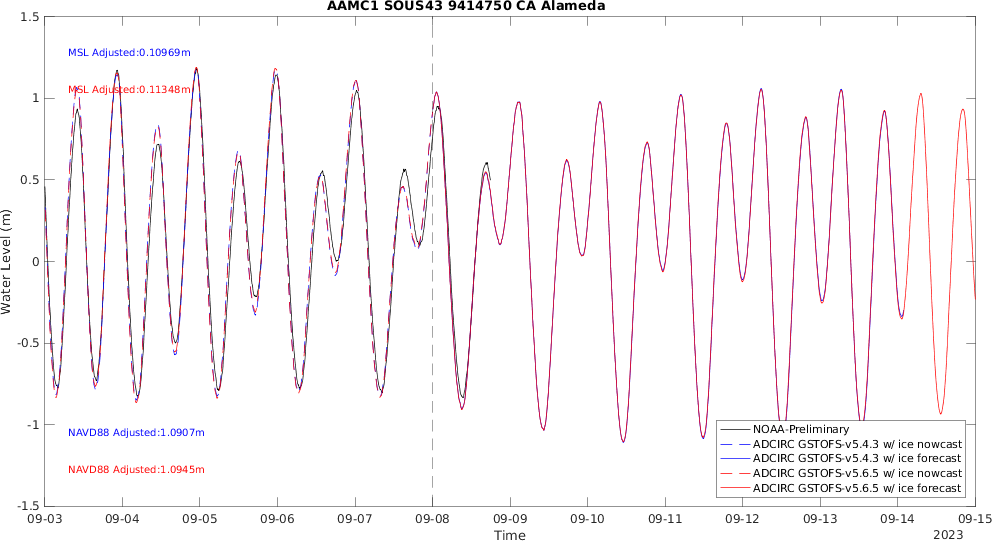 AAMC1 SOUS43 9414750 CA Alameda
1.5
MSL Adjusted:0.10969m
1
MSL Adjusted:0.11348m
0.5
0
Water Level (m)
-0.5
-1
NAVD88 Adjusted:1.0907m
NAVD88 Adjusted:1.0945m
-1.5
NOAA-Preliminary
ADCIRC GSTOFS-v5.4.3 w/ ice nowcast
ADCIRC GSTOFS-v5.4.3 w/ ice forecast
ADCIRC GSTOFS-v5.6.5 w/ ice nowcast
ADCIRC GSTOFS-v5.6.5 w/ ice forecast
09-03 09-04 09-05 09-06 09-07 09-08 09-09 09-10 09-11 09-12 09-13 09-14 09-15
Time
2023